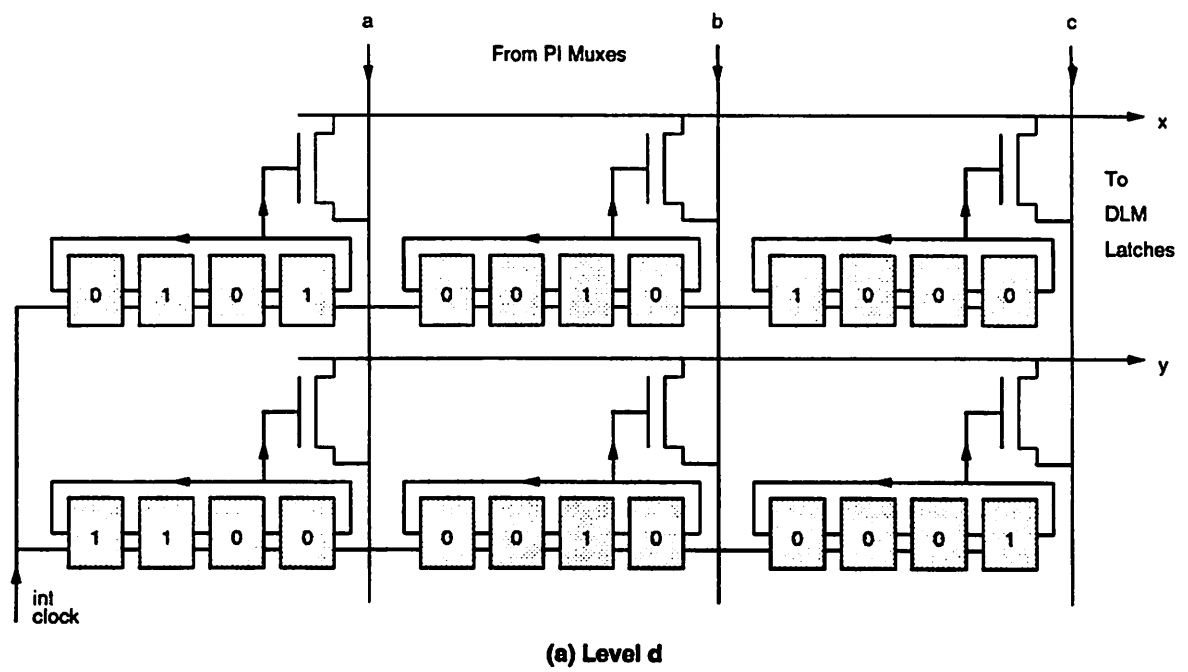 a b c
From PI Muxes
x
To
DLM
Latches
0 1 0 1 0 0 1 0 1 0 0 0
y
1 1 0 0 0 0 1 0 0 0 0 1
int
clock
(a) Level d